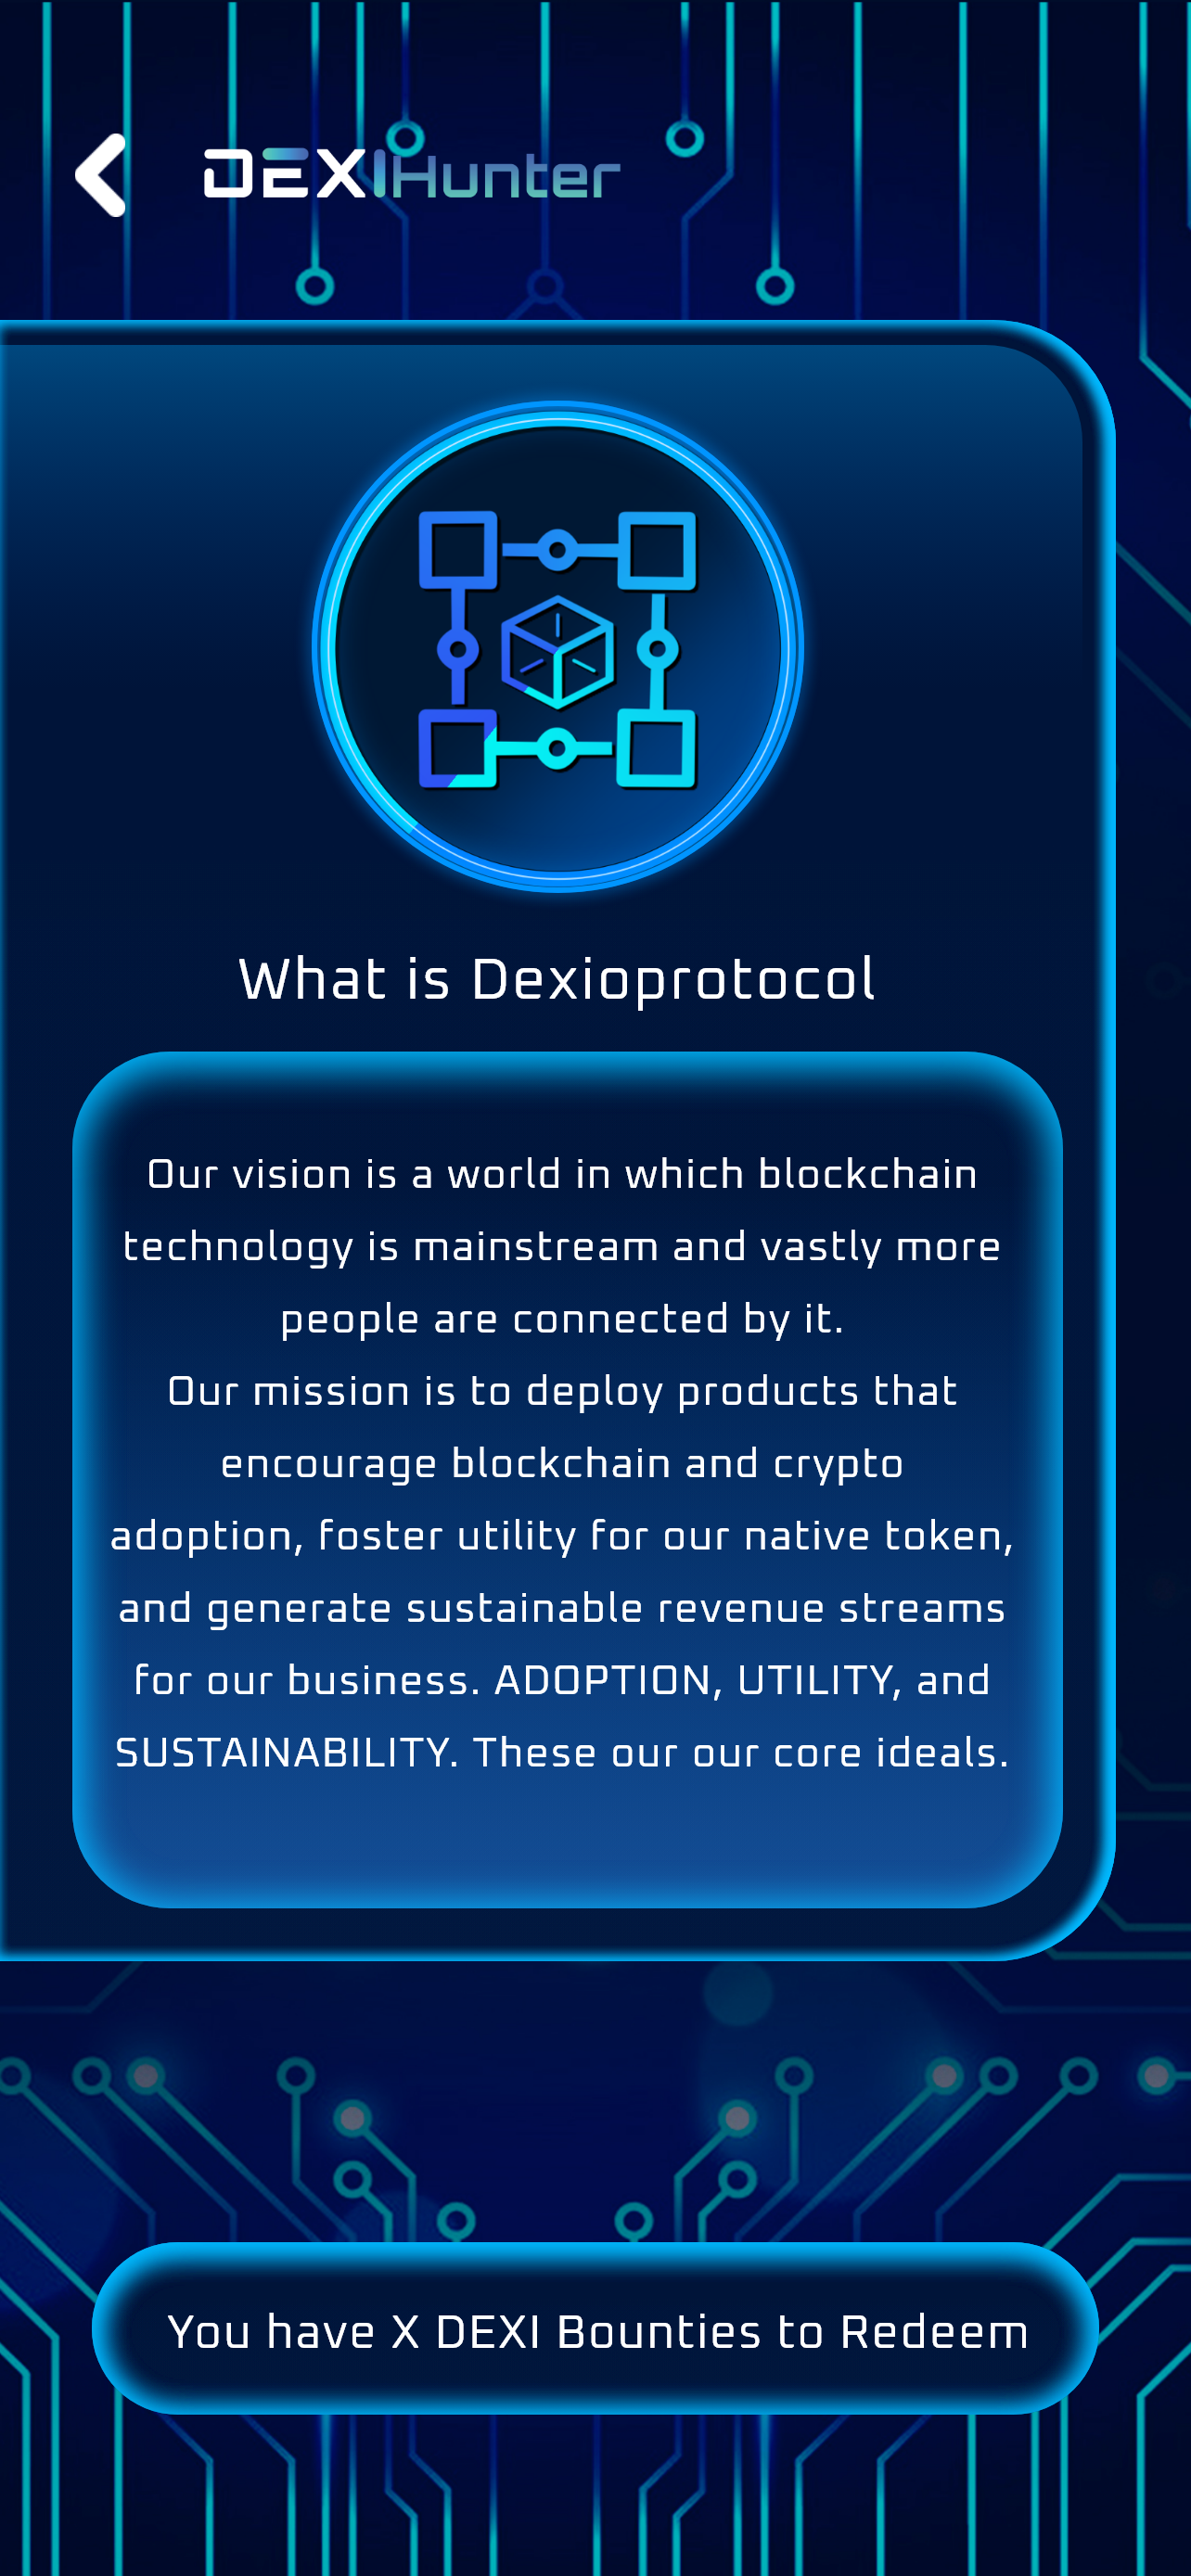 DEXIHunter
What is Dexioprotocol
Our vision is a world in which blockchain
technology is mainstream and vastly more
people are connected by it.
Our mission is to deploy products that
encourage blockchain and crypto
adoption, foster utility for our native token,
and generate sustainable revenue streams
for our business. ADOPTION, UTILITY, and
SUSTAINABILITY. These our our core ideals.
You have X DEXI Bounties to Redeem